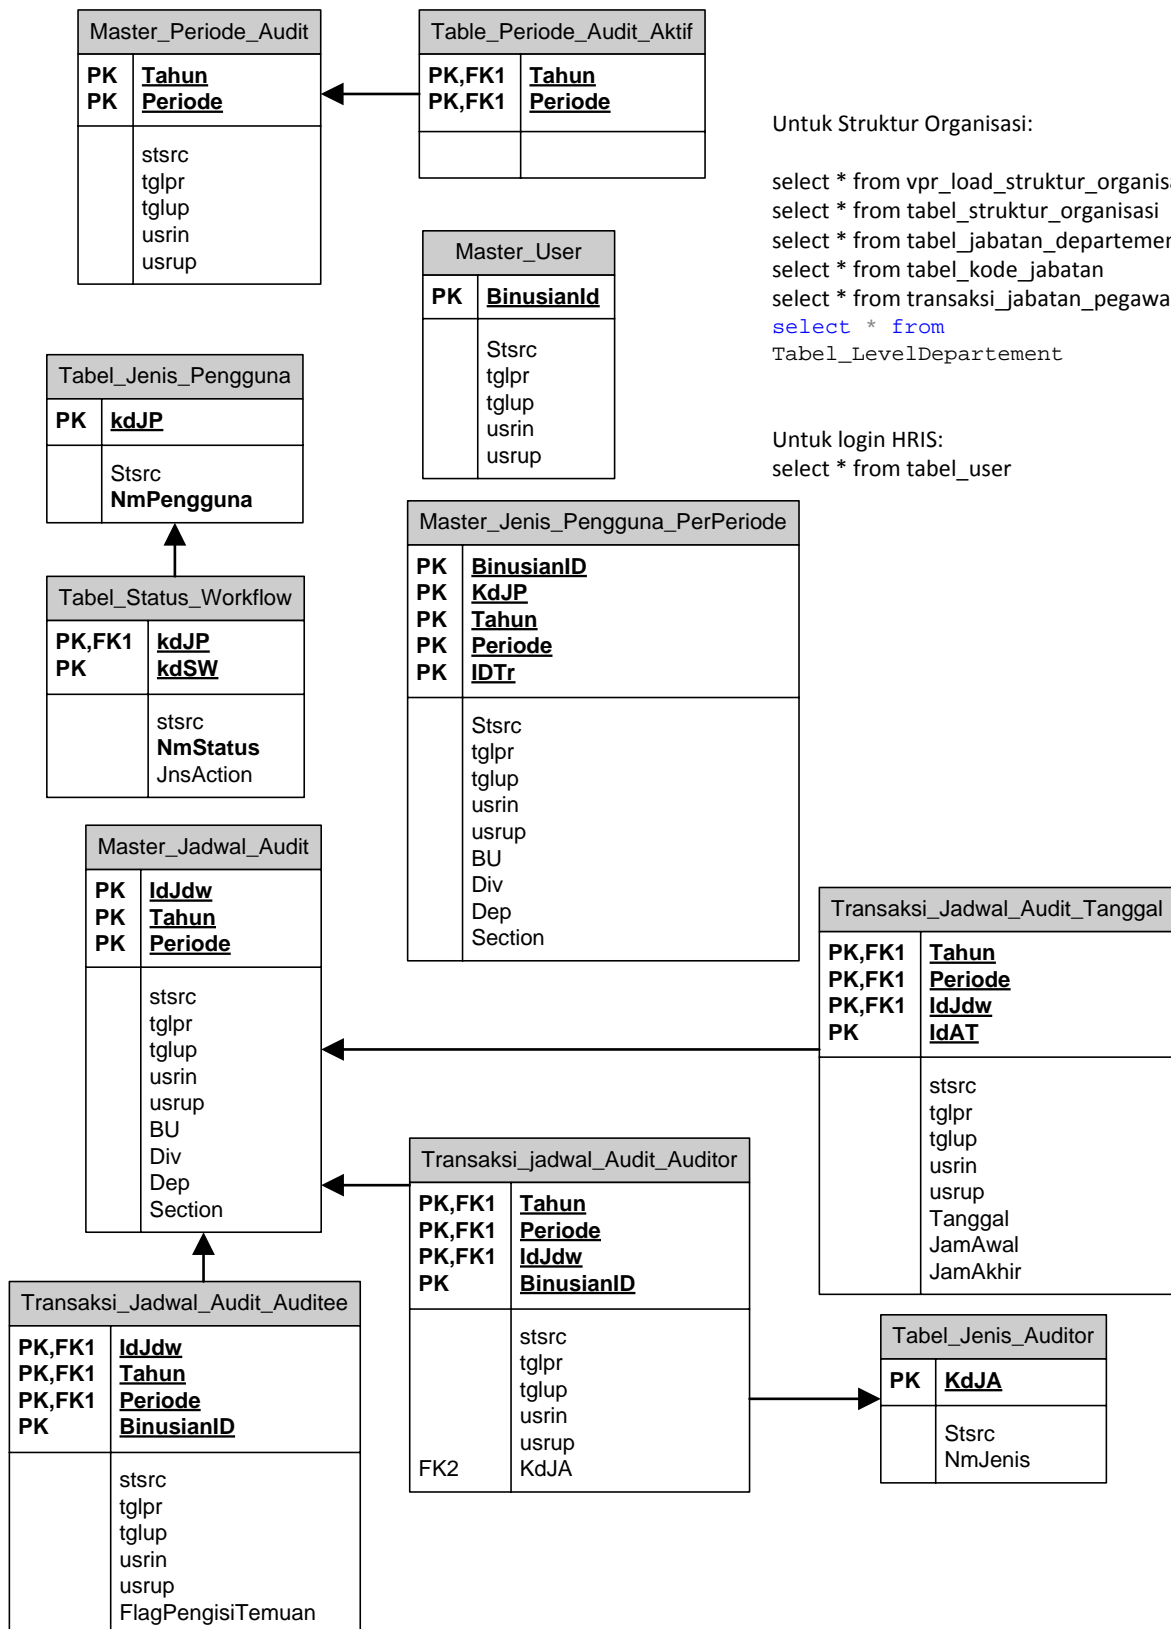 Master_Periode_Audit
PK Tahun
PK Periode
stsrc
tglpr
tglup
usrin
usrup
Table_Periode_Audit_Aktif
PK,FK1 Tahun
PK,FK1 Periode
Untuk Struktur Organisasi:
select * from vpr_load_struktur_organisa
select * from tabel_struktur_organisasi
select * from tabel_jabatan_departemen
select * from tabel_kode_jabatan
select * from transaksi_jabatan_pegawa
select * from
Tabel_LevelDepartement
Untuk login HRIS:
select * from tabel_user
Master_User
PK BinusianId
Stsrc
tglpr
tglup
usrin
usrup
Tabel_Jenis_Pengguna
PK kdJP
Stsrc
NmPengguna
Tabel_Status_Workflow
PK,FK1 kdJP
PK kdSW
stsrc
NmStatus
JnsAction
Master_Jenis_Pengguna_PerPeriode
PK BinusianID
PK KdJP
PK Tahun
PK Periode
PK IDTr
Stsrc
tglpr
tglup
usrin
usrup
BU
Div
Dep
Section
Master_Jadwal_Audit
PK IdJdw
PK Tahun
PK Periode
stsrc
tglpr
tglup
usrin
usrup
BU
Div
Dep
Section
Transaksi_Jadwal_Audit_Tanggal
PK,FK1 Tahun
PK,FK1 Periode
PK,FK1 IdJdw
PK IdAT
stsrc
tglpr
tglup
usrin
usrup
Tanggal
JamAwal
JamAkhir
Transaksi_jadwal_Audit_Auditor
PK,FK1 Tahun
PK,FK1 Periode
PK,FK1 IdJdw
PK BinusianID
stsrc
tglpr
tglup
usrin
usrup
FK2 KdJA
Transaksi_Jadwal_Audit_Auditee
PK,FK1 IdJdw
PK,FK1 Tahun
PK,FK1 Periode
PK BinusianID
stsrc
tglpr
tglup
usrin
usrup
FlagPengisiTemuan
Tabel_Jenis_Auditor
PK KdJA
Stsrc
NmJenis